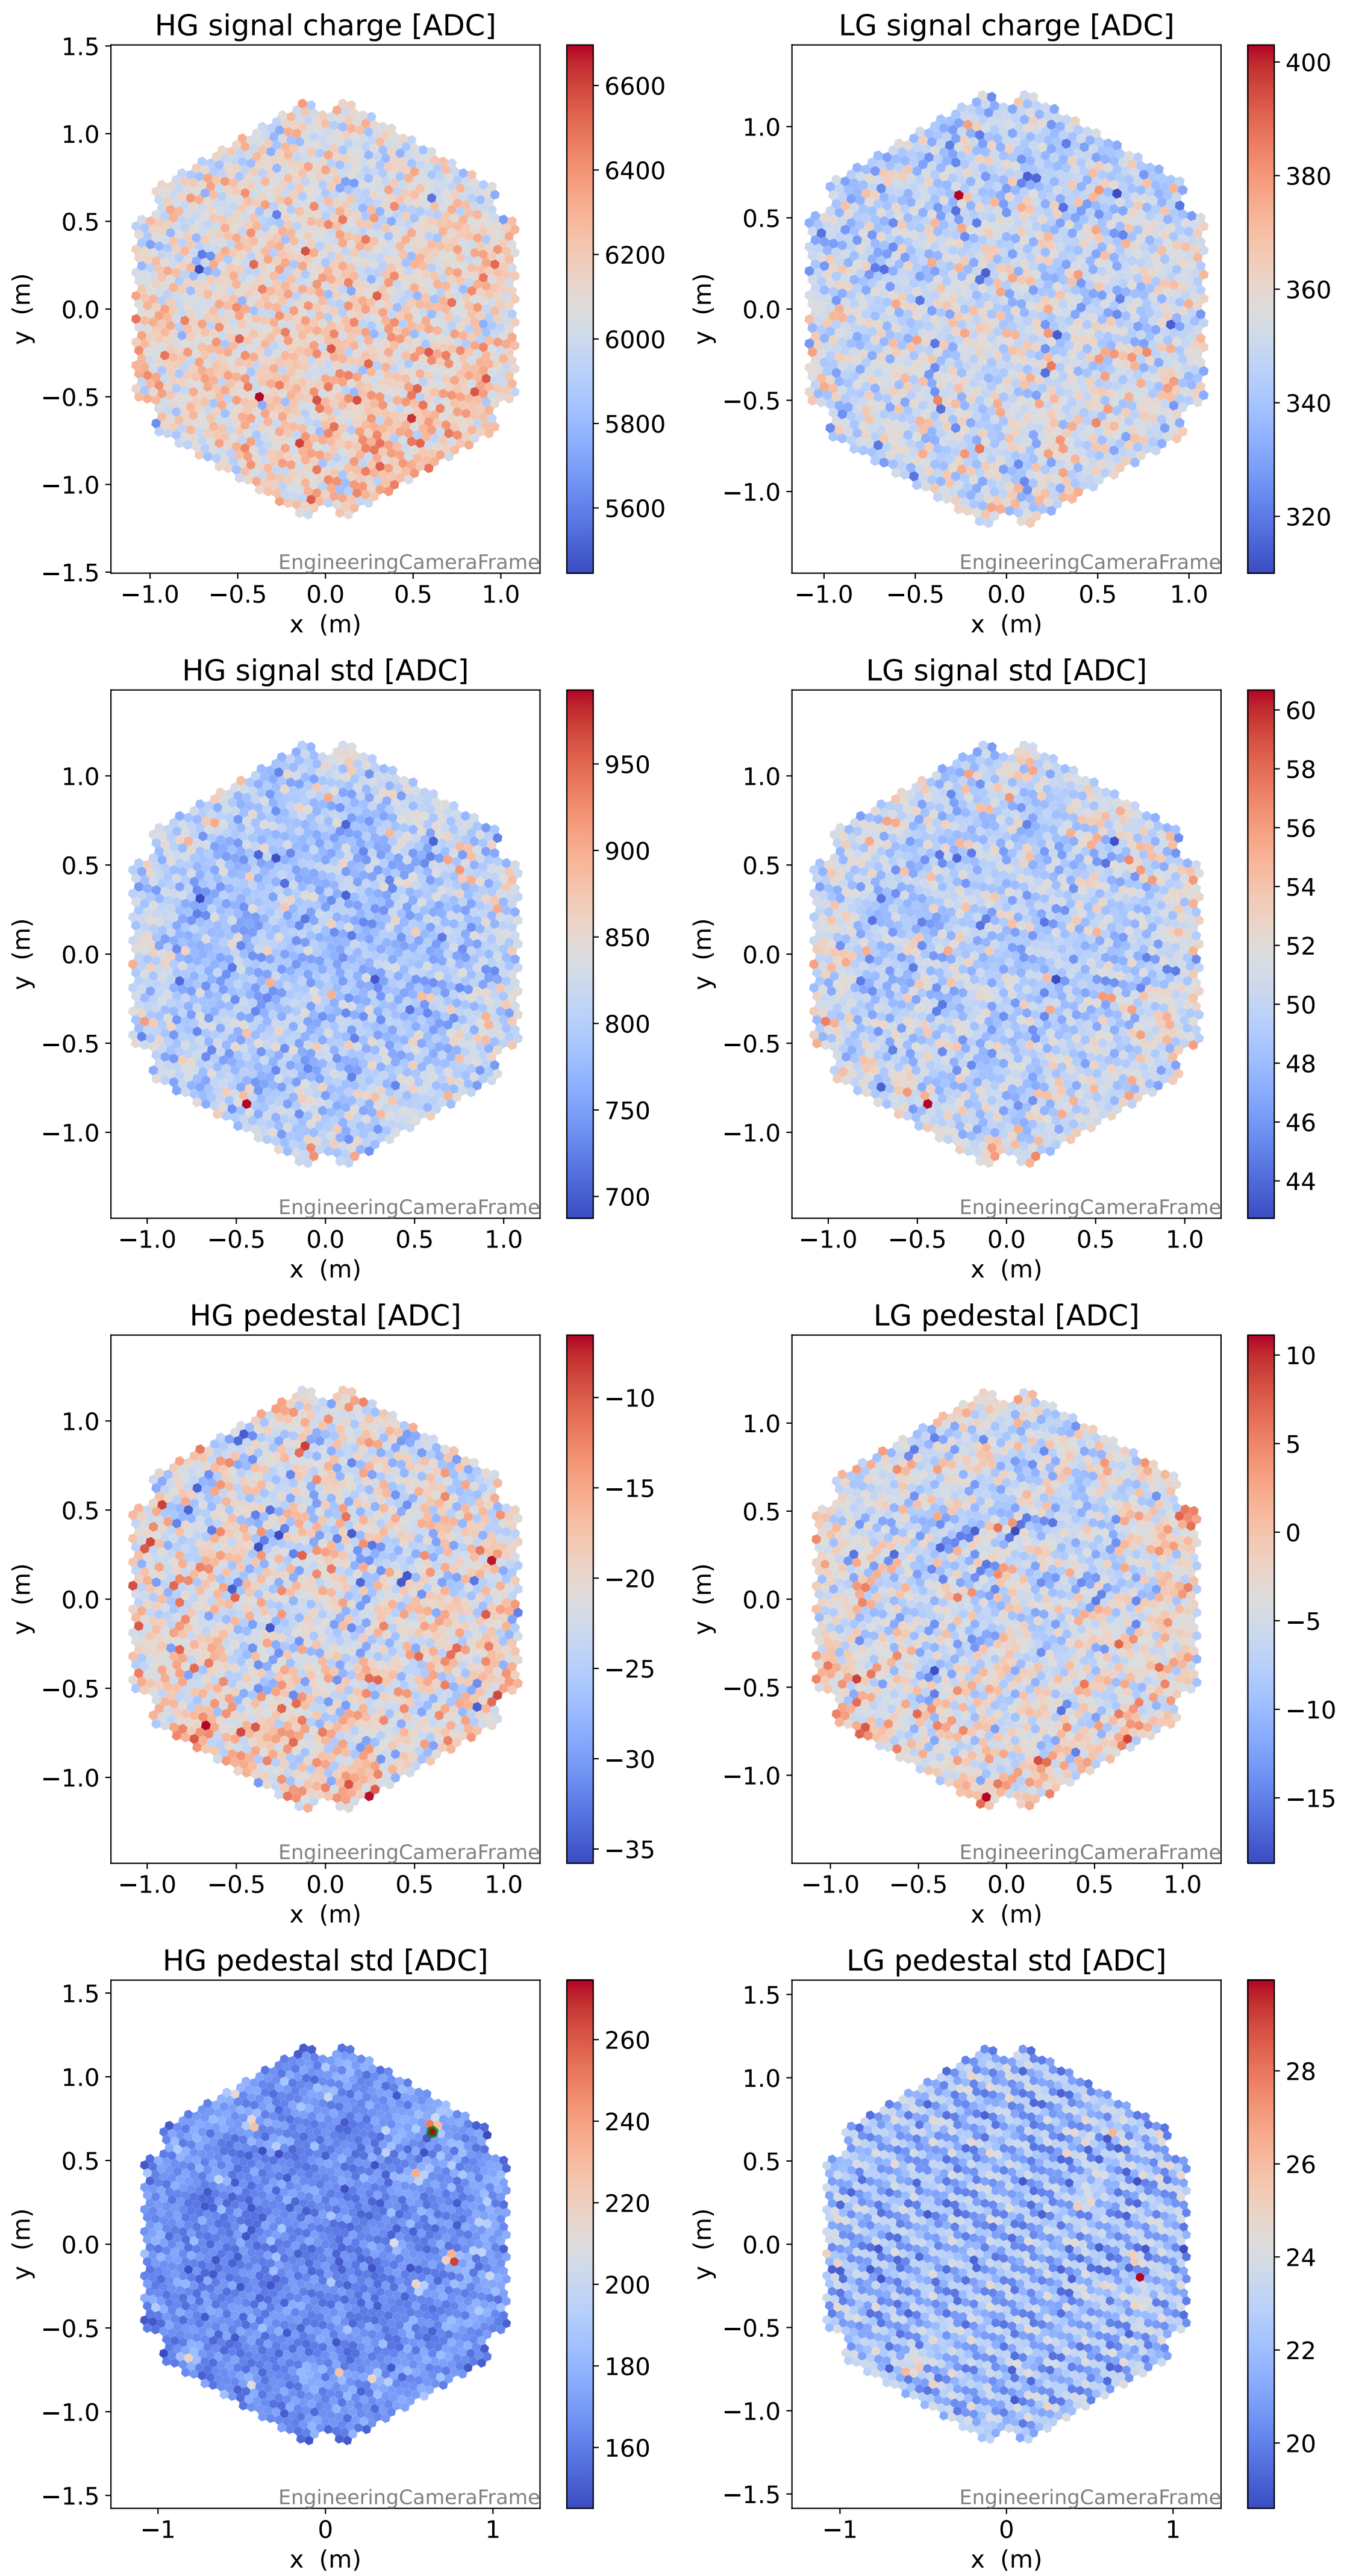 HG signal charge [ADC]
1.5
1.0
0.5
0.0
−0.5
−1.0
−1.5
y (m)
−1.0 −0.5 0.0 0.5 1.0
x (m)
EngineeringCameraFrame
6600
6400
6200
6000
5800
5600
LG signal charge [ADC]
1.0
0.5
0.0
−0.5
−1.0
y (m)
−1.0 −0.5 0.0 0.5 1.0
x (m)
EngineeringCameraFrame
400
380
360
340
320
HG signal std [ADC]
1.0
0.5
0.0
−0.5
−1.0
y (m)
−1.0 −0.5 0.0 0.5 1.0
x (m)
EngineeringCameraFrame
950
900
850
800
750
700
LG signal std [ADC]
1.0
0.5
0.0
−0.5
−1.0
y (m)
−1.0 −0.5 0.0 0.5 1.0
x (m)
EngineeringCameraFrame
60
58
56
54
52
50
48
46
44
HG pedestal [ADC]
1.0
0.5
0.0
−0.5
−1.0
y (m)
−1.0 −0.5 0.0 0.5 1.0
x (m)
EngineeringCameraFrame
−10
−15
−20
−25
−30
−35
LG pedestal [ADC]
1.0
0.5
0.0
−0.5
−1.0
y (m)
−1.0 −0.5 0.0 0.5 1.0
x (m)
EngineeringCameraFrame
10
5
0
−5
−10
−15
HG pedestal std [ADC]
1.5
1.0
0.5
0.0
−0.5
−1.0
−1.5
y (m)
−1 0 1
x (m)
EngineeringCameraFrame
260
240
220
200
180
160
LG pedestal std [ADC]
1.5
1.0
0.5
0.0
−0.5
−1.0
−1.5
y (m)
−1 0 1
x (m)
EngineeringCameraFrame
28
26
24
22
20